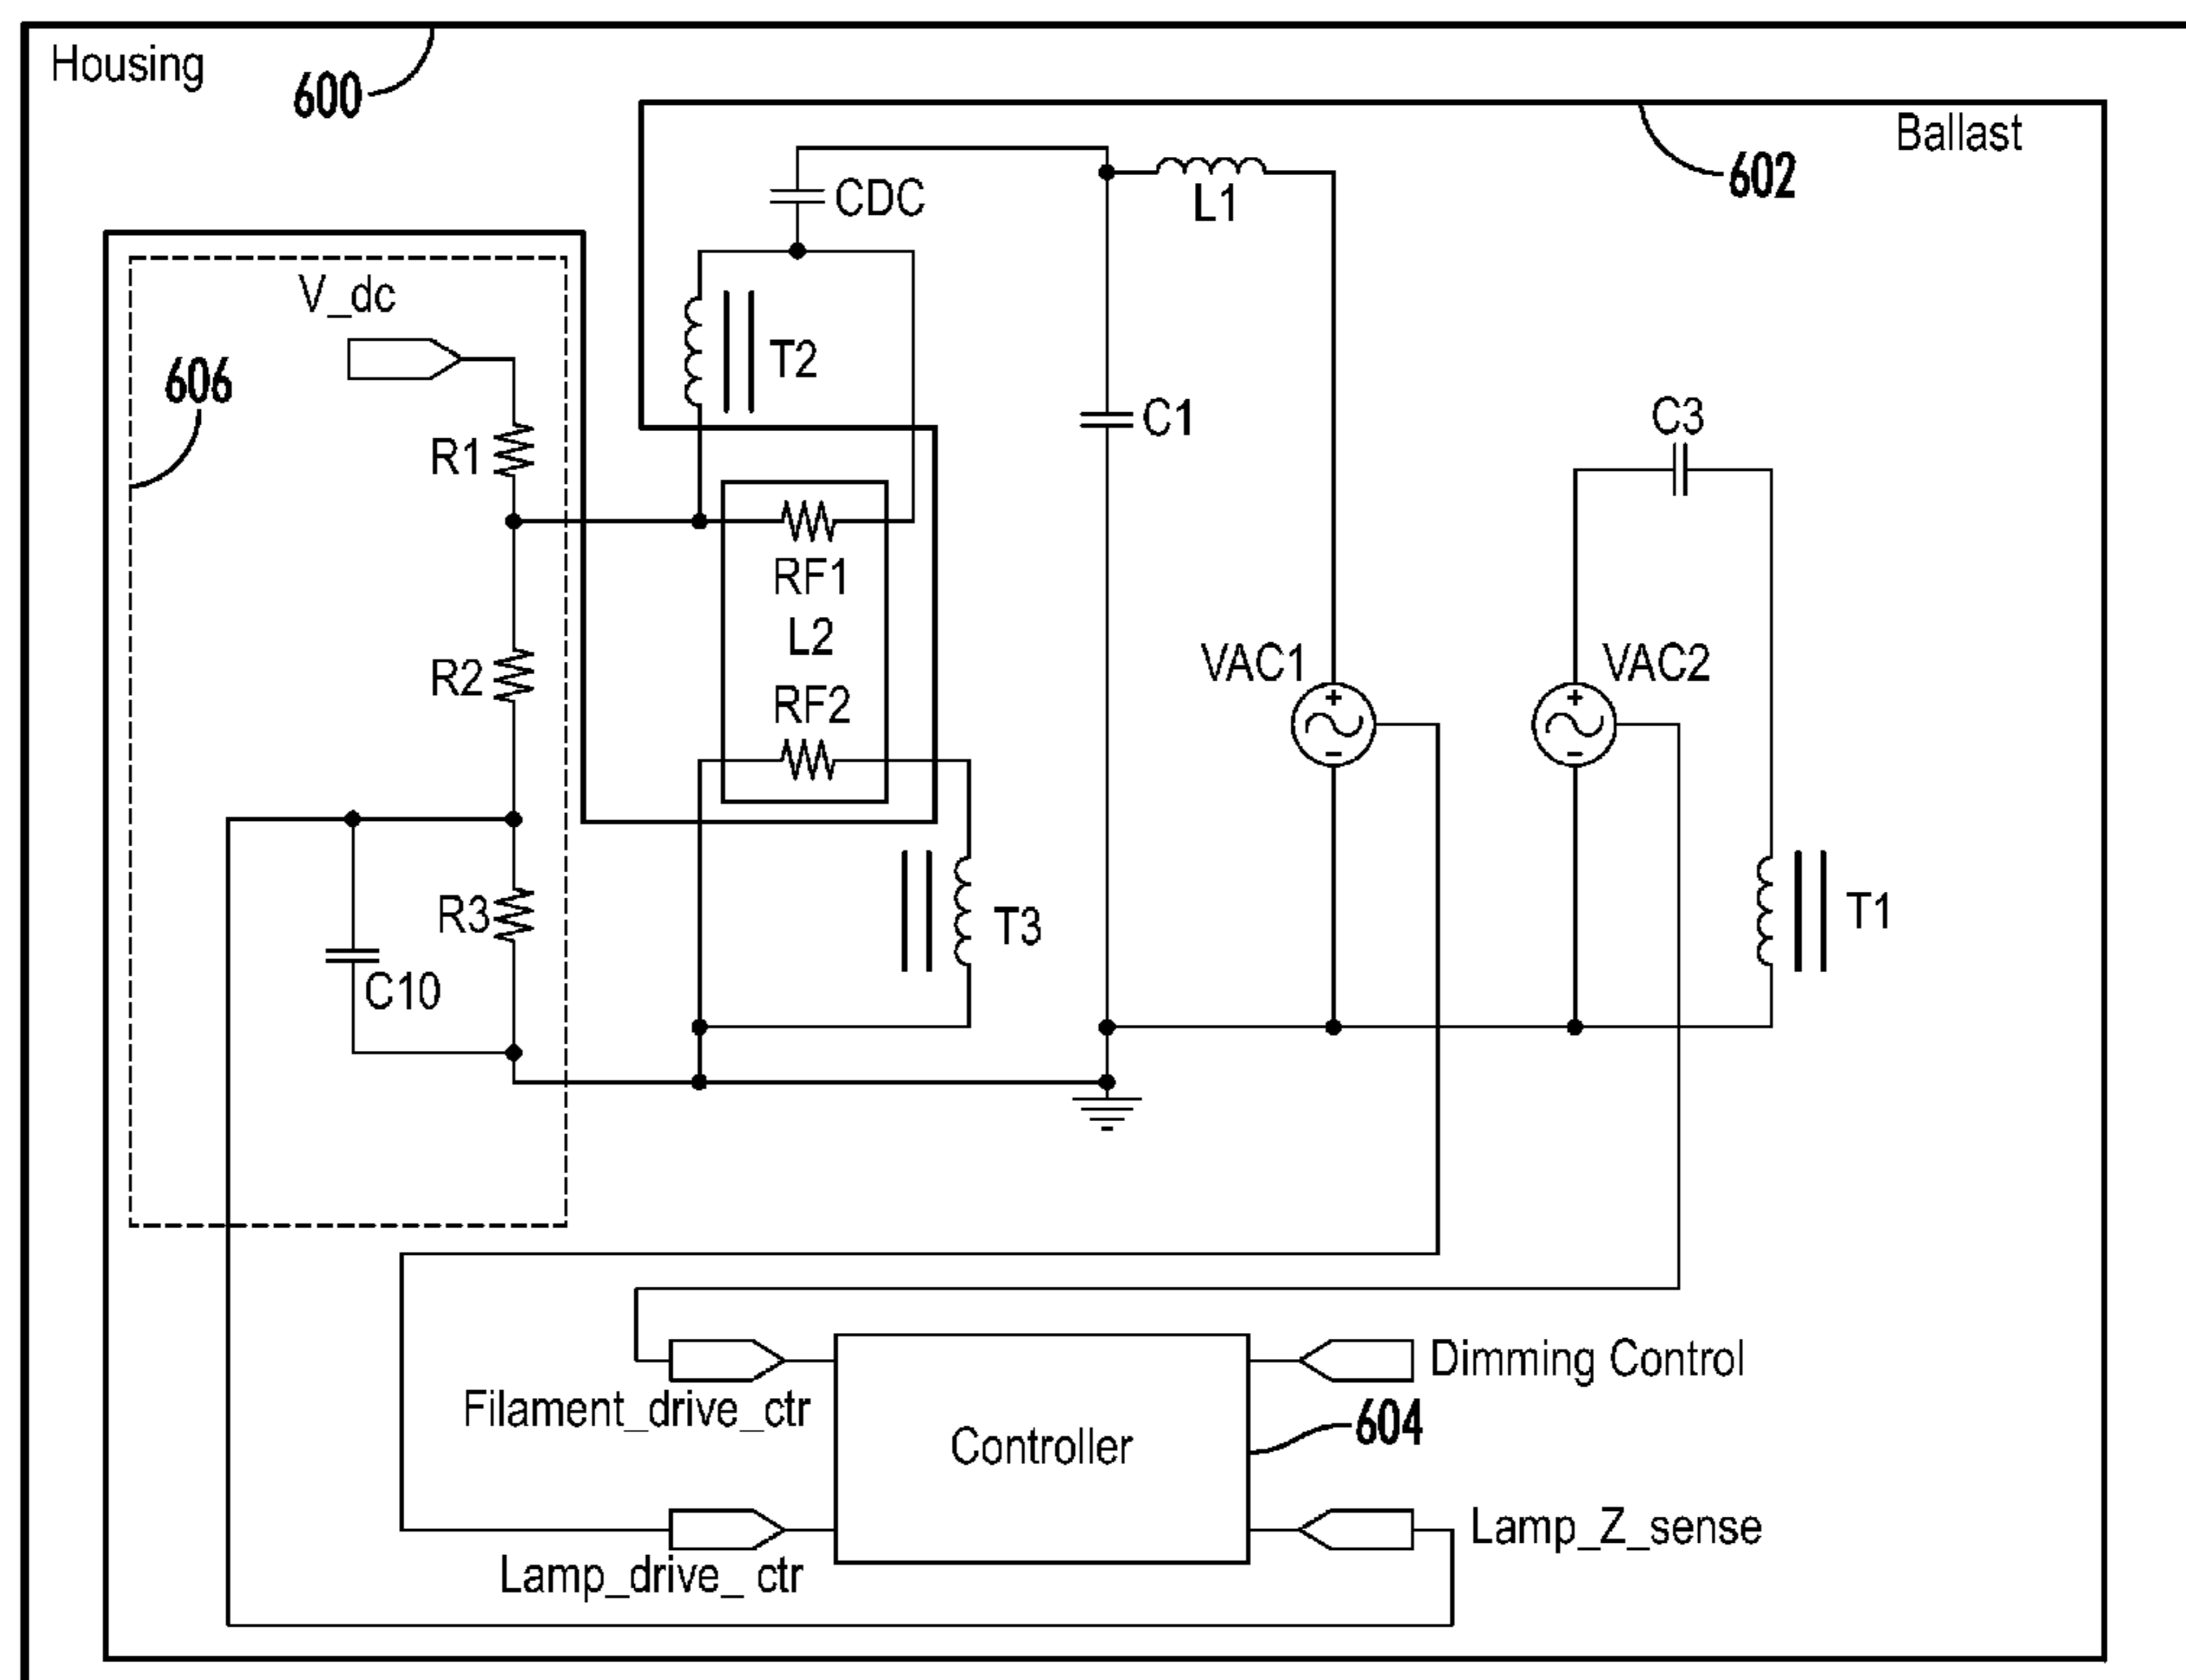 Housing
600
Ballast
602
CDC
L1
V_dc
T2
606
R1
C1
C3
RF1
L2
R2
RF2
VAC1
VAC2
+
+
-
-
R3
T3
T1
C10
Dimming Control
Filament_drive_ctr
Controller
604
Lamp_Z_sense
Lamp_drive_ ctr